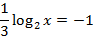 1/3 log₂ x = −1